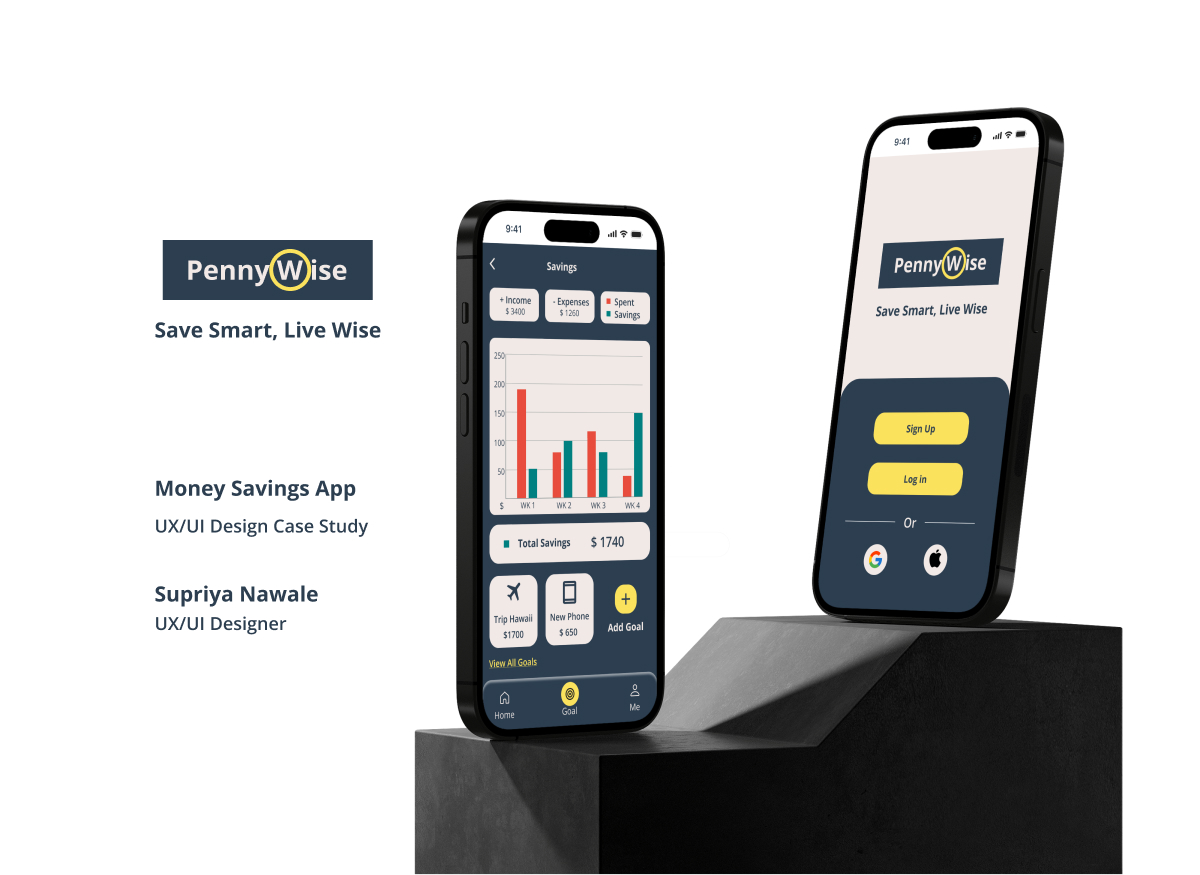 PennyWise
Save Smart, Live Wise
Money Savings App
UX/UI Design Case Study
Supriya Nawale
UX/UI Designer
9:41
Savings
+ Income
$ 3400
- Expenses
$ 1260
Spent
Savings
250
200
150
100
50
$
WK 1
WK 2
WK 3
WK 4
Total Savings $ 1740
Trip Hawaii
$1700
New Phone
$ 650
+
Add Goal
View All Goals
Home
Goal
Me
9:41
PennyWise
Save Smart, Live Wise
Sign Up
Log in
Or
G